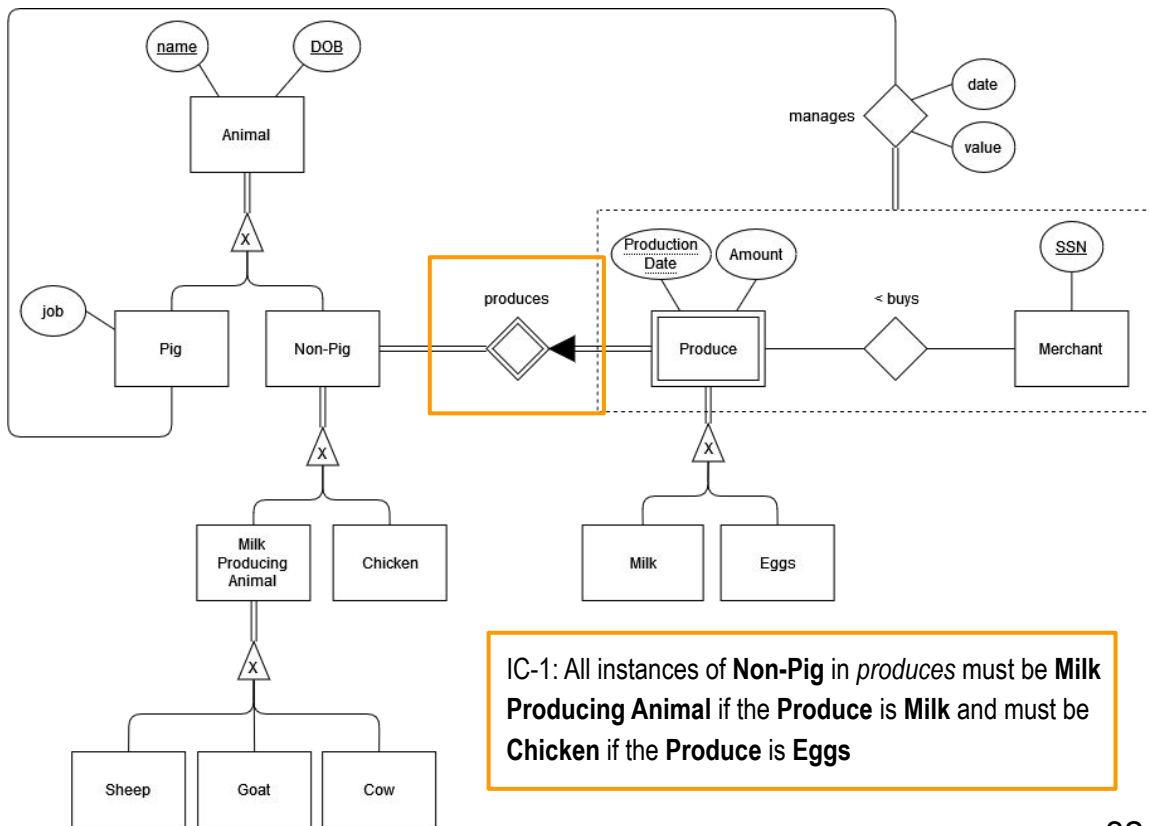 name
DOB
date
manages
Animal
value
Production
Date
Amount
SSN
produces
< buys
job
Pig
Non-Pig
Produce
Merchant
X
X
X
Milk
Producing
Animal
Chicken
Milk
Eggs
X
IC-1: All instances of Non-Pig in produces must be Milk
Producing Animal if the Produce is Milk and must be
Chicken if the Produce is Eggs
Sheep
Goat
Cow